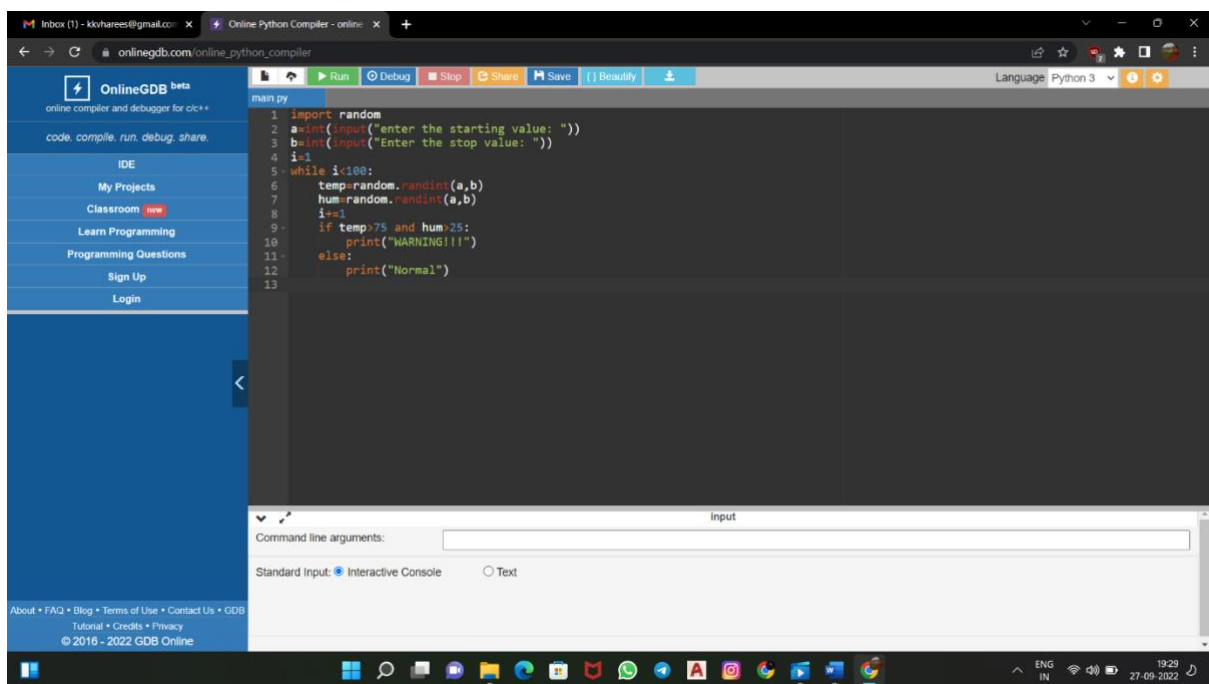 Inbox (1) - kkvharees@gmail.com
Online Python Compiler - online
onlinegdb.com/online_python_compiler
OnlineGDB beta
online compiler and debugger for c/c++
code. compile. run. debug. share.
IDE
My Projects
Classroom new
Learn Programming
Programming Questions
Sign Up
Login
About • FAQ • Blog • Terms of Use • Contact Us • GDB
Tutorial • Credits • Privacy
© 2016 - 2022 GDB Online
Run Debug Stop Share Save { } Beautify
Language Python 3
main.py
1 import random
2 a=int(input("enter the starting value: "))
3 b=int(input("Enter the stop value: "))
4 i=1
5 while i<100:
6 temp=random.randint(a,b)
7 hum=random.randint(a,b)
8 i+=1
9 if temp>75 and hum>25:
10 print("WARNING!!!")
11 else:
12 print("Normal")
13
input
Command line arguments:
Standard Input: Interactive Console Text
ENG
IN
19:29
27-09-2022